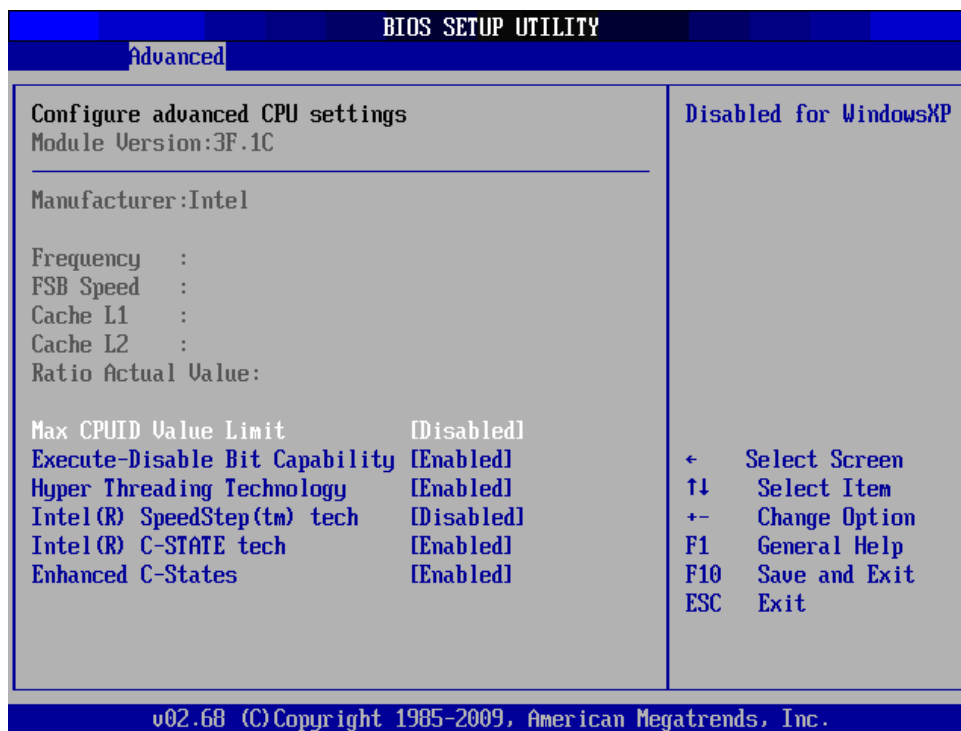 BIOS SETUP UTILITY
Advanced
Configure advanced CPU settings
Module Version:3F.1C
Manufacturer:Intel
Frequency :
FSB Speed :
Cache L1 :
Cache L2 :
Ratio Actual Value:
Max CPUID Value Limit [Disabled]
Execute-Disable Bit Capability [Enabled]
Hyper Threading Technology [Enabled]
Intel(R) SpeedStep(tm) tech [Disabled]
Intel(R) C-STATE tech [Enabled]
Enhanced C-States [Enabled]
Disabled for WindowsXP
← Select Screen
↑↓ Select Item
+- Change Option
F1 General Help
F10 Save and Exit
ESC Exit
v02.68 (C)Copyright 1985-2009, American Megatrends, Inc.